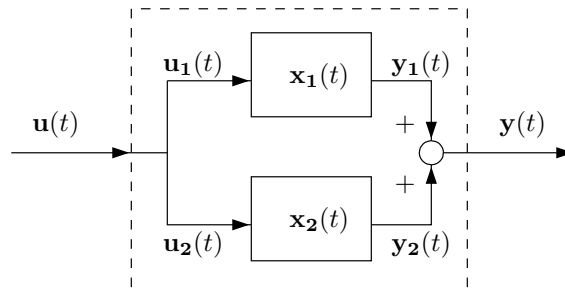 u₁(t)
x₁(t)
y₁(t)
u(t)
+
y(t)
+
x₂(t)
u₂(t)
y₂(t)